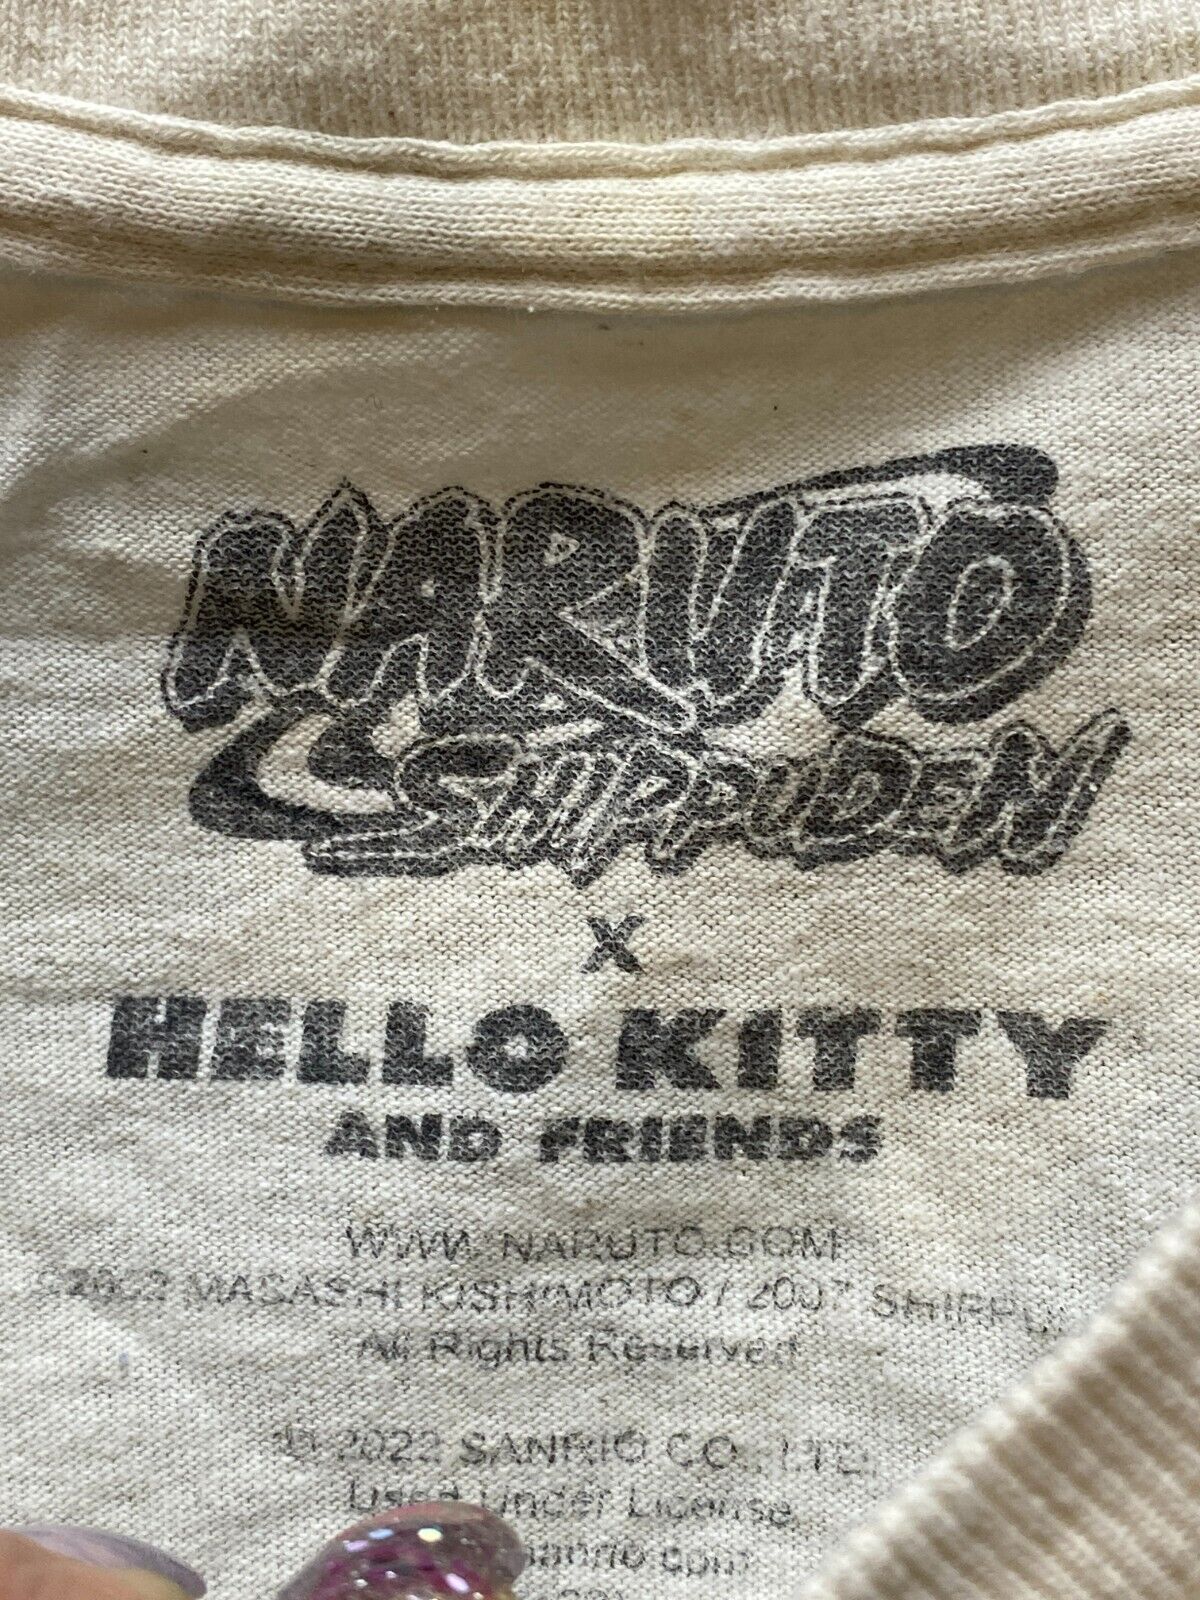 NARUTO
SHIPPUDEN
X
HELLO KITTY
AND FRIENDS
WWW.NARUTO.COM
©2002 MASASHI KISHIMOTO / 2007 SHIPPU
All Rights Reserved
© 2022 SANRIO CO., LTD.
Used Under License.